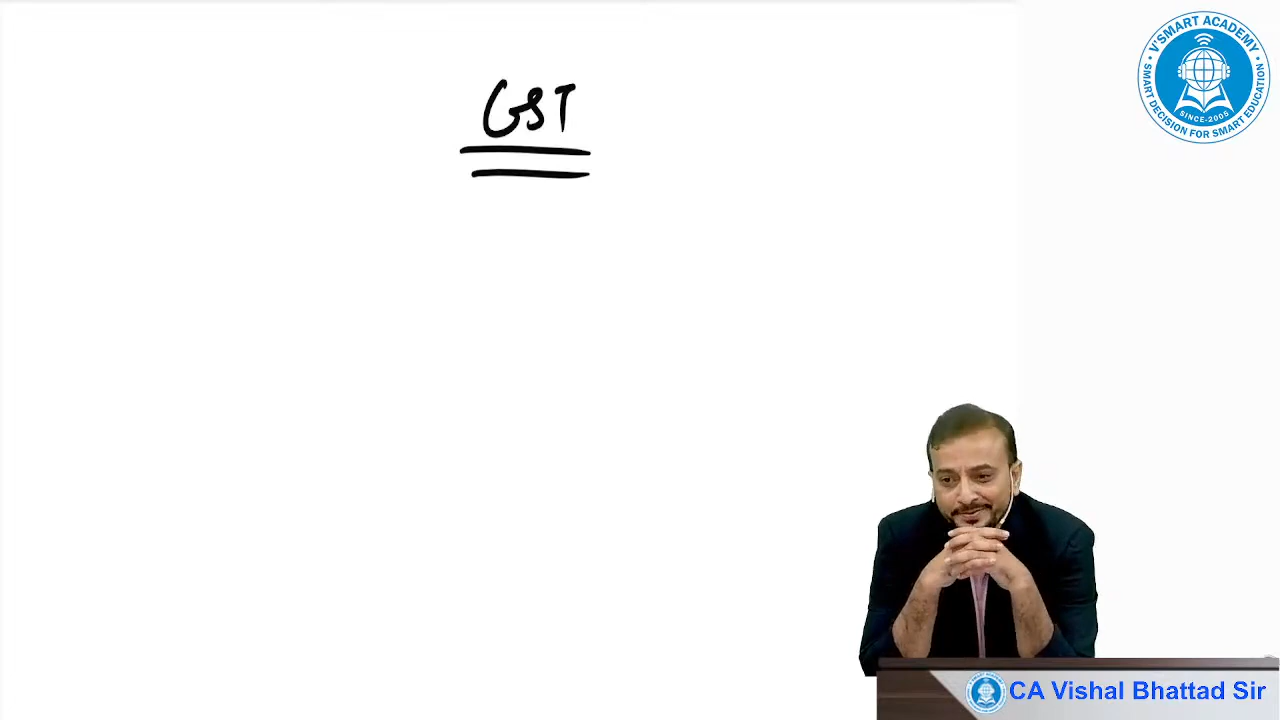 GST
V'SMART ACADEMY
SMART DECISION FOR SMART EDUCATION
SINCE-2005
CA Vishal Bhattad Sir